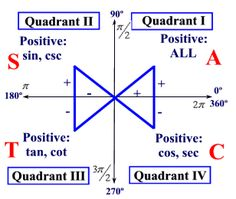 90°
Quadrant II
π/2
Quadrant I
Positive:
sin, csc
Positive:
ALL
S
A
+
+
180°
π
-
-
+
+
0°
2π
360°
-
-
+
+
T
C
Positive:
tan, cot
Positive:
cos, sec
Quadrant III
3π/2
Quadrant IV
270°